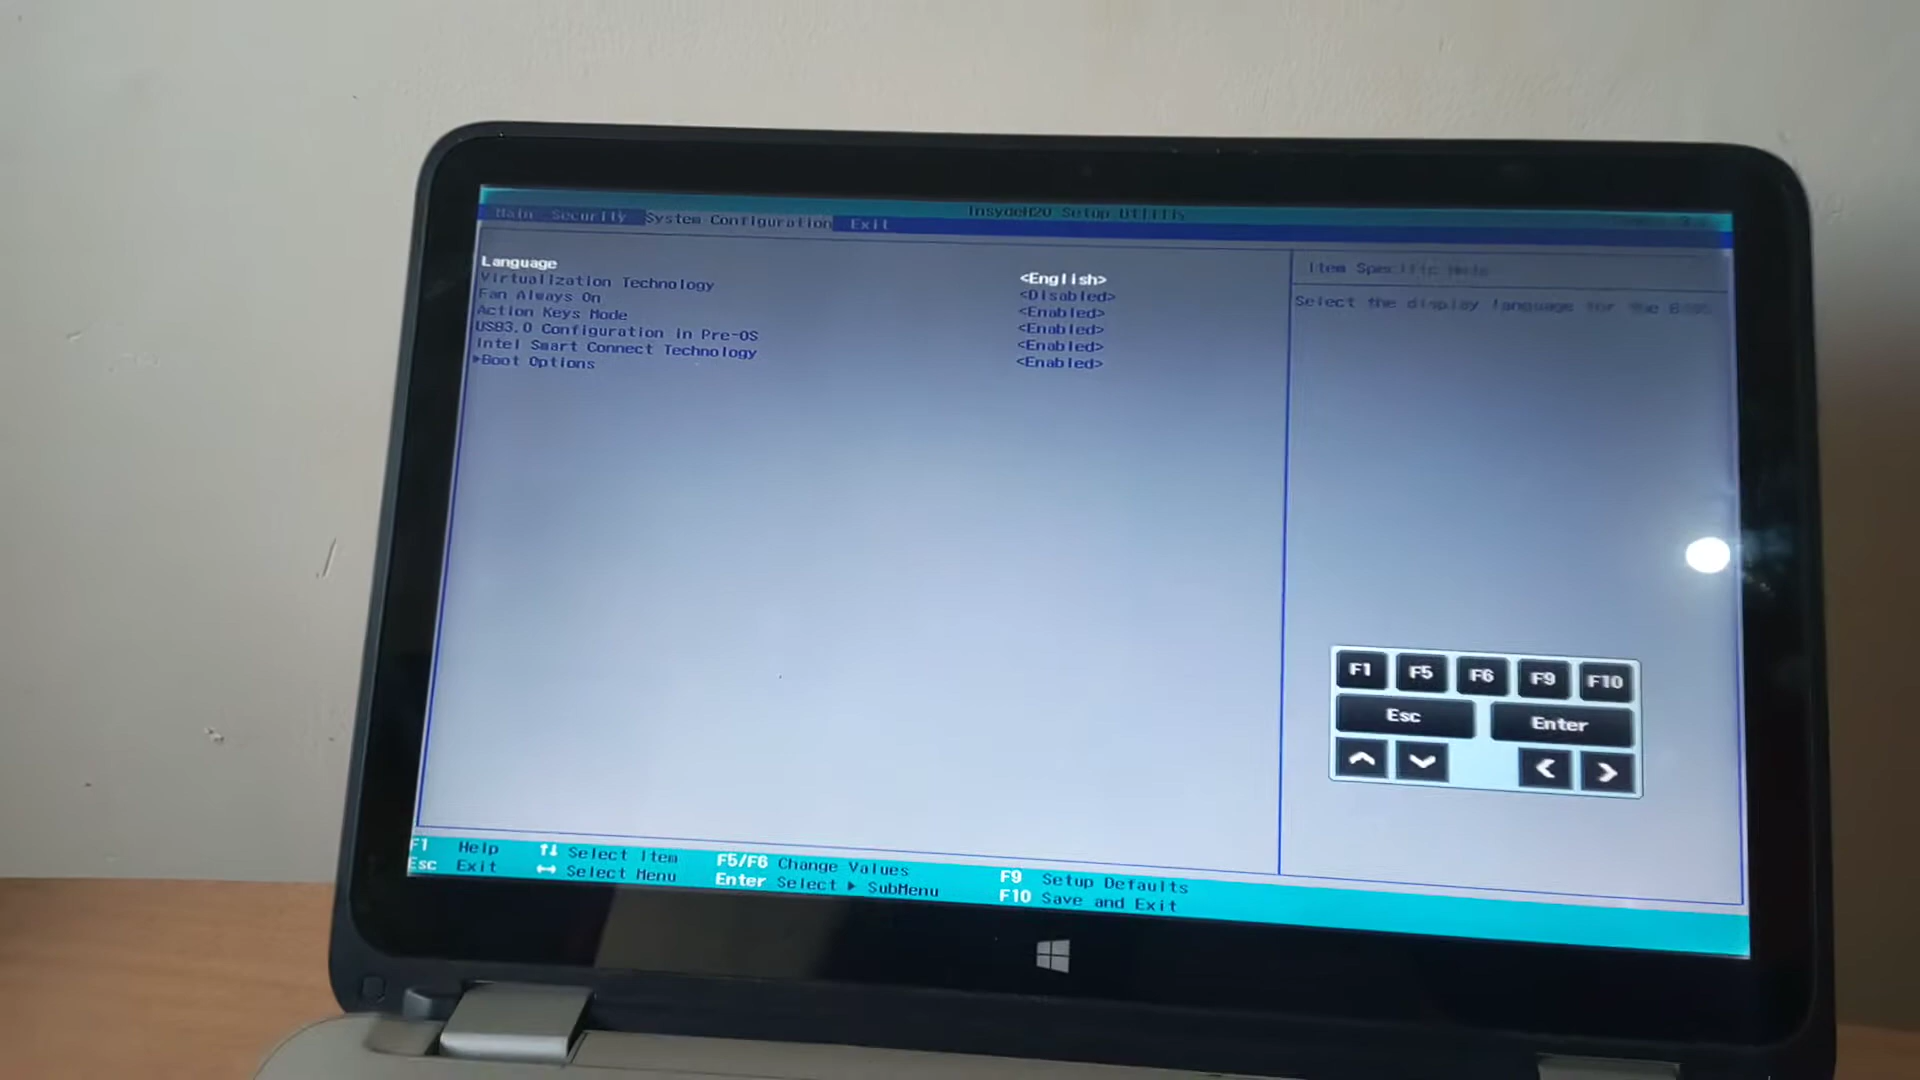 InsydeH2O Setup Utility
Main Security System Configuration Exit
Language <English>
Virtualization Technology <Disabled>
Fan Always On <Enabled>
Action Keys Mode <Enabled>
USB3.0 Configuration in Pre-OS <Enabled>
Intel Smart Connect Technology <Enabled>
▶Boot Options
Item Specific Help
Select the display language for the BIOS
F1 F5 F6 F9 F10
Esc Enter
F1 Help ↑↓ Select Item F5/F6 Change Values F9 Setup Defaults
Esc Exit ↔ Select Menu Enter Select ▶ SubMenu F10 Save and Exit